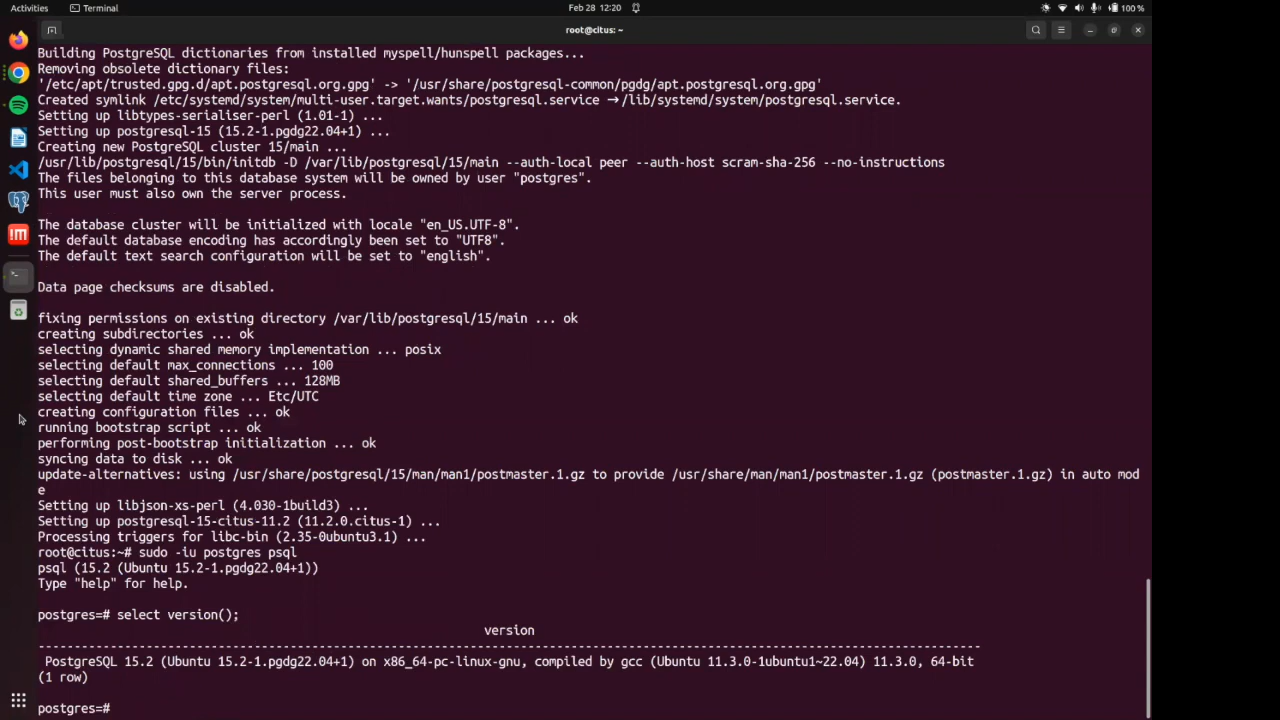 Activities
Terminal
Feb 28 12:20
100 %
root@citus: ~
Building PostgreSQL dictionaries from installed myspell/hunspell packages...
Removing obsolete dictionary files:
'/etc/apt/trusted.gpg.d/apt.postgresql.org.gpg' -> '/usr/share/postgresql-common/pgdg/apt.postgresql.org.gpg'
Created symlink /etc/systemd/system/multi-user.target.wants/postgresql.service → /lib/systemd/system/postgresql.service.
Setting up libtypes-serialiser-perl (1.01-1) ...
Setting up postgresql-15 (15.2-1.pgdg22.04+1) ...
Creating new PostgreSQL cluster 15/main ...
/usr/lib/postgresql/15/bin/initdb -D /var/lib/postgresql/15/main --auth-local peer --auth-host scram-sha-256 --no-instructions
The files belonging to this database system will be owned by user "postgres".
This user must also own the server process.
The database cluster will be initialized with locale "en_US.UTF-8".
The default database encoding has accordingly been set to "UTF8".
The default text search configuration will be set to "english".
Data page checksums are disabled.
fixing permissions on existing directory /var/lib/postgresql/15/main ... ok
creating subdirectories ... ok
selecting dynamic shared memory implementation ... posix
selecting default max_connections ... 100
selecting default shared_buffers ... 128MB
selecting default time zone ... Etc/UTC
creating configuration files ... ok
running bootstrap script ... ok
performing post-bootstrap initialization ... ok
syncing data to disk ... ok
update-alternatives: using /usr/share/postgresql/15/man/man1/postmaster.1.gz to provide /usr/share/man/man1/postmaster.1.gz (postmaster.1.gz) in auto mod
e
Setting up libjson-xs-perl (4.030-1build3) ...
Setting up postgresql-15-citus-11.2 (11.2.0.citus-1) ...
Processing triggers for libc-bin (2.35-0ubuntu3.1) ...
root@citus:~# sudo -iu postgres psql
psql (15.2 (Ubuntu 15.2-1.pgdg22.04+1))
Type "help" for help.
postgres=# select version();
version
-----------------------------------------------------------------------------------------------------------------------------------
PostgreSQL 15.2 (Ubuntu 15.2-1.pgdg22.04+1) on x86_64-pc-linux-gnu, compiled by gcc (Ubuntu 11.3.0-1ubuntu1~22.04) 11.3.0, 64-bit
(1 row)
postgres=#